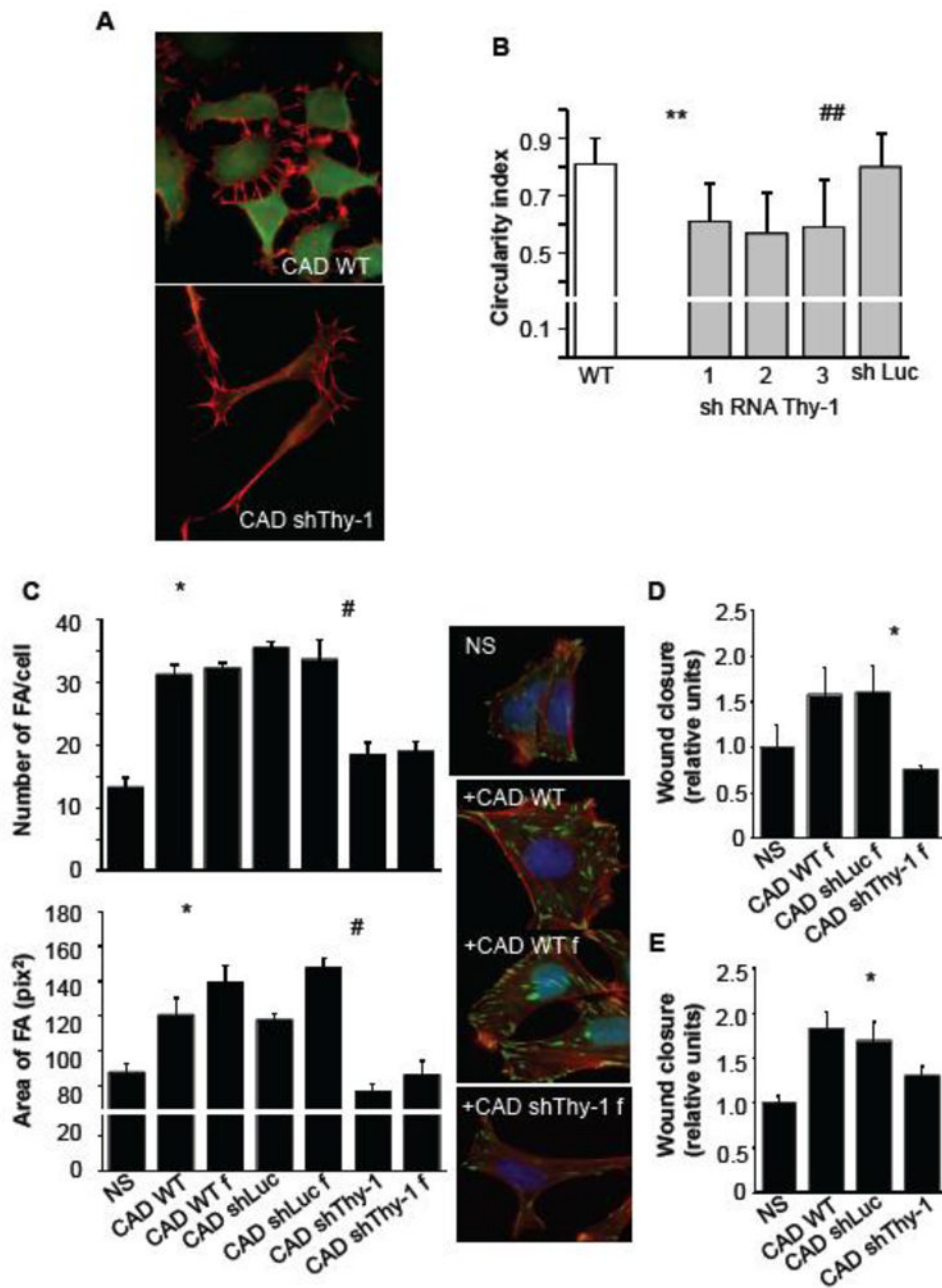 A
CAD WT
CAD shThy-1
B
Circularity index
0.9
0.7
0.5
0.1
**
##
WT
1
2
3
sh Luc
sh RNA Thy-1
C
Number of FA/cell
40
30
20
10
0
*
#
Area of FA (pix²)
180
160
140
120
100
80
20
0
*
#
NS
CAD WT
CAD WT f
CAD shLuc
CAD shLuc f
CAD shThy-1
CAD shThy-1 f
NS
+CAD WT
+CAD WT f
+CAD shThy-1 f
D
Wound closure
(relative units)
2.5
2.0
1.5
1.0
0.5
0
*
NS
CAD WT f
CAD shLuc f
CAD shThy-1 f
E
Wound closure
(relative units)
2.5
2.0
1.5
1.0
1.5
0
*
NS
CAD WT
CAD shLuc
CAD shThy-1